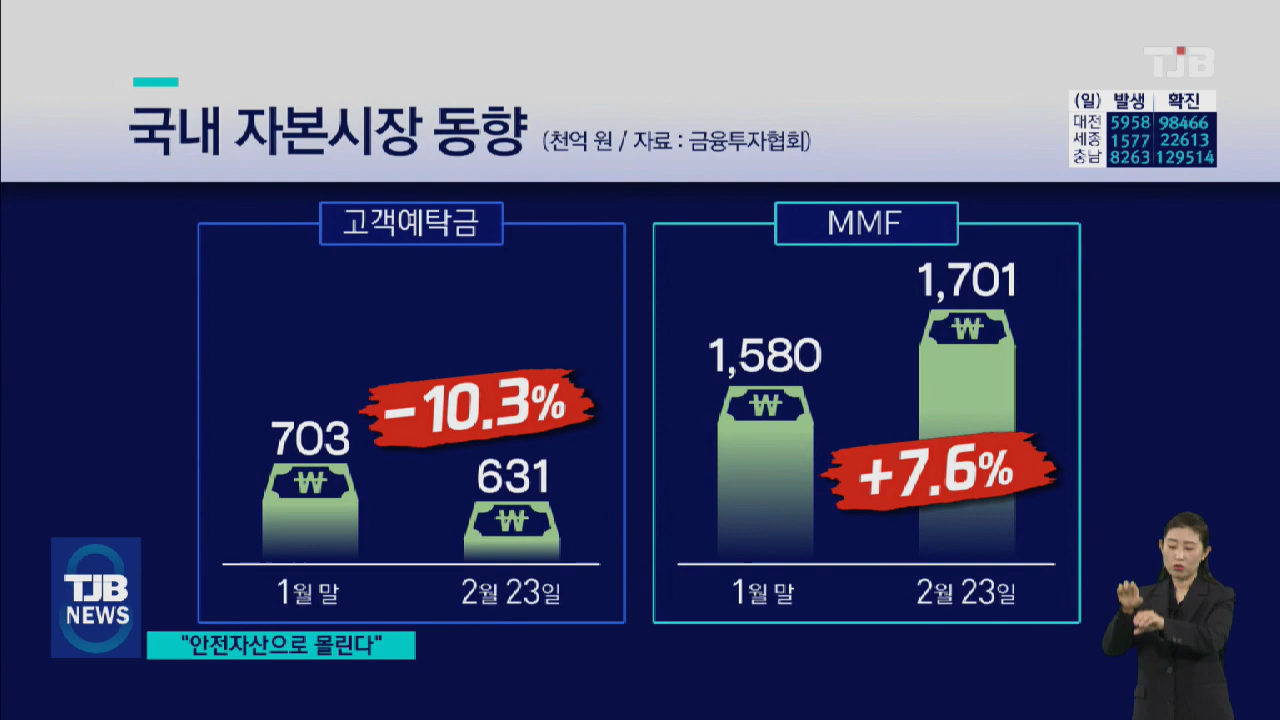 TJB
국내 자본시장 동향 (천억 원 / 자료 : 금융투자협회)
(일) 발생 확진
대전 5958 98466
세종 1577 22613
충남 8263 129514
고객예탁금
703
-10.3%
631
₩
₩
1월 말
2월 23일
MMF
1,580
1,701
+7.6%
₩
₩
1월 말
2월 23일
TJB
NEWS
"안전자산으로 몰린다"